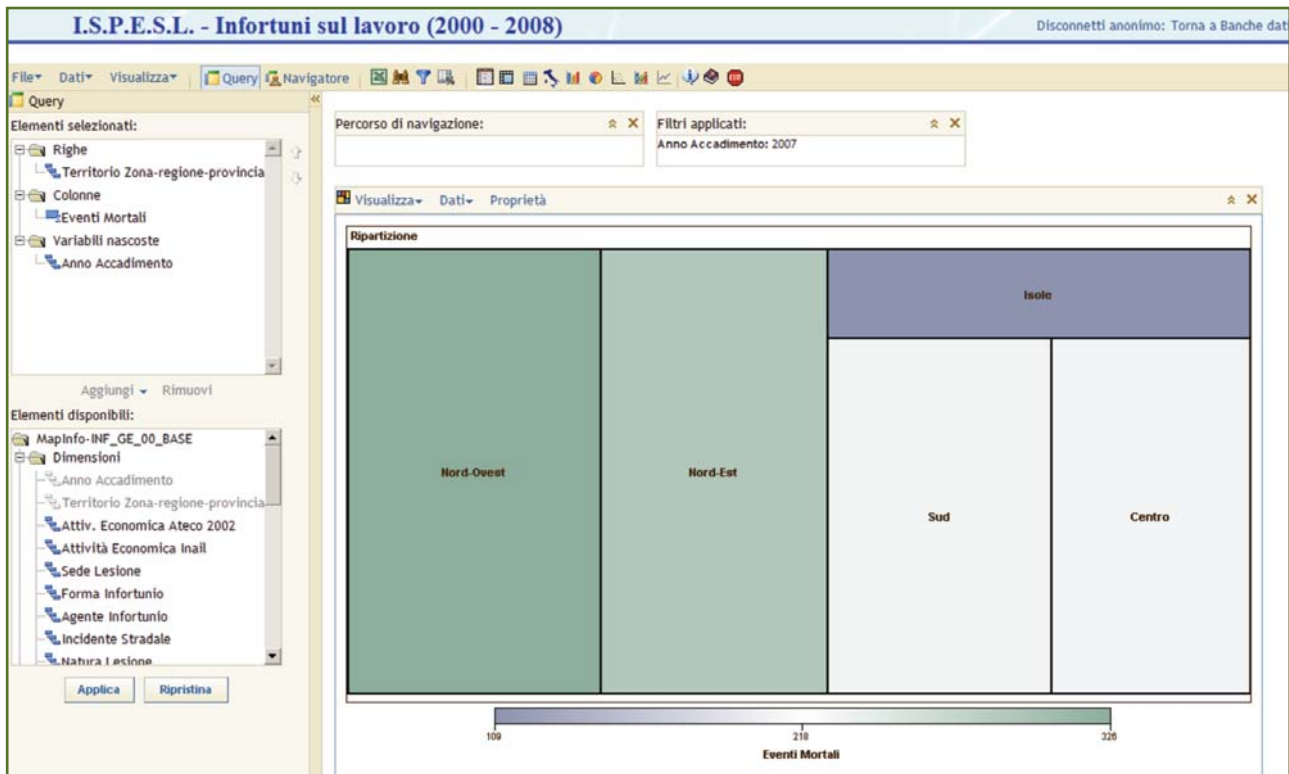 I.S.P.E.S.L. - Infortuni sul lavoro (2000 - 2008)
Disconnetti anonimo: Torna a Banche dati
File Dati Visualizza Query Navigatore
Query
Elementi selezionati:
Righe
Territorio Zona-regione-provincia
Colonne
Eventi Mortali
Variabili nascoste
Anno Accadimento
Aggiungi Rimuovi
Elementi disponibili:
MapInfo-INF_GE_00_BASE
Dimensioni
Anno Accadimento
Territorio Zona-regione-provincia
Attiv. Economica Ateco 2002
Attività Economica Inail
Sede Lesione
Forma Infortunio
Agente Infortunio
Incidente Stradale
Natura Lesione
Applica Ripristina
Percorso di navigazione:
Filtri applicati:
Anno Accadimento: 2007
Visualizza Dati Proprietà
Ripartizione
Isole
Nord-Ovest
Nord-Est
Sud
Centro
109 218 326
Eventi Mortali